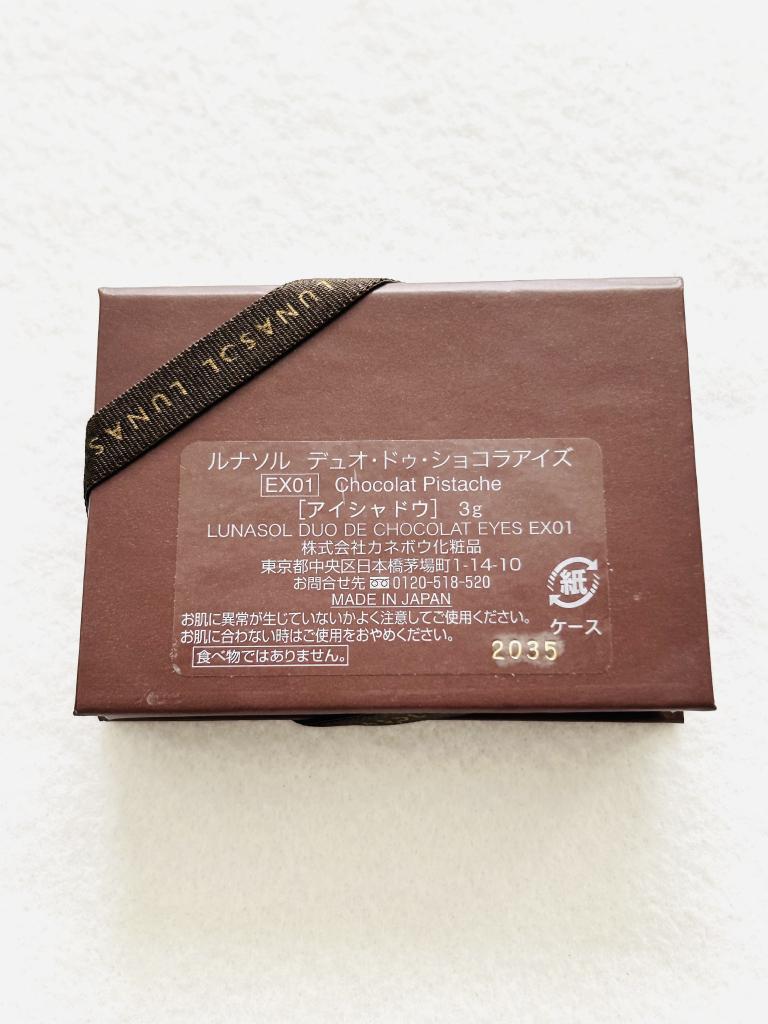 LUNASOL LUNAS
ルナソル デュオ・ドゥ・ショコラアイズ
EX01 Chocolat Pistache
[アイシャドウ] 3g
LUNASOL DUO DE CHOCOLAT EYES EX01
株式会社カネボウ化粧品
東京都中央区日本橋茅場町1-14-10
お問合せ先 0120-518-520
MADE IN JAPAN
お肌に異常が生じていないかよく注意してご使用ください。
お肌に合わない時はご使用をおやめください。
食べ物ではありません。
紙
ケース
2035